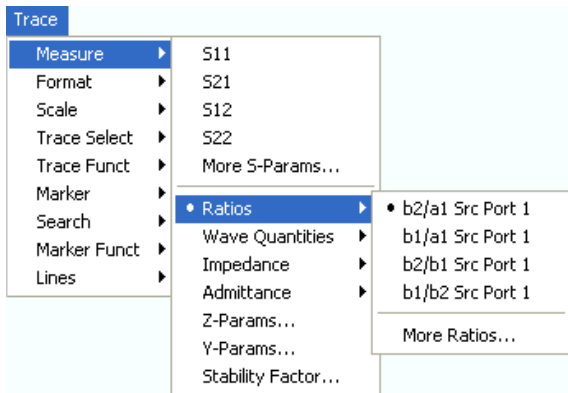 Trace
Measure
Format
Scale
Trace Select
Trace Funct
Marker
Search
Marker Funct
Lines
S11
S21
S12
S22
More S-Params...
Ratios
Wave Quantities
Impedance
Admittance
Z-Params...
Y-Params...
Stability Factor...
b2/a1 Src Port 1
b1/a1 Src Port 1
b2/b1 Src Port 1
b1/b2 Src Port 1
More Ratios...